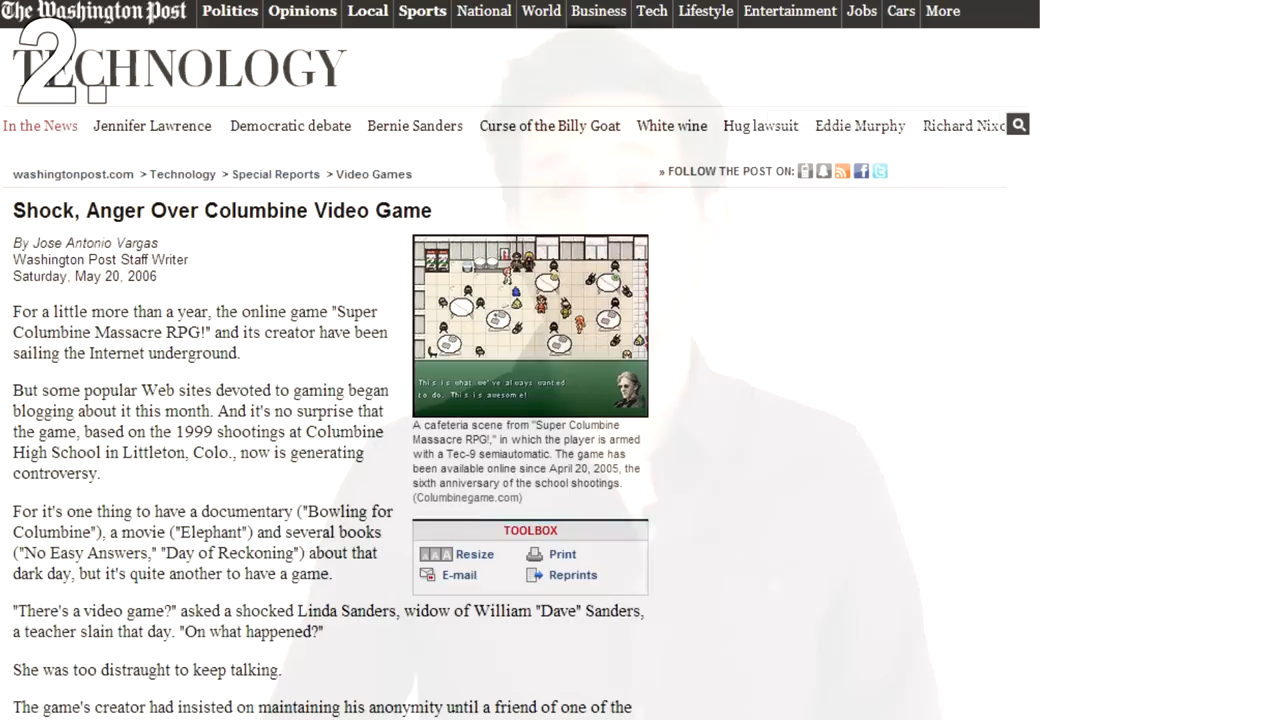 The Washington Post Politics Opinions Local Sports National World Business Tech Lifestyle Entertainment Jobs Cars More
2.
TECHNOLOGY
In the News Jennifer Lawrence Democratic debate Bernie Sanders Curse of the Billy Goat White wine Hug lawsuit Eddie Murphy Richard Nixo
washingtonpost.com > Technology > Special Reports > Video Games
» FOLLOW THE POST ON:
Shock, Anger Over Columbine Video Game
By Jose Antonio Vargas
Washington Post Staff Writer
Saturday, May 20, 2006
For a little more than a year, the online game "Super
Columbine Massacre RPG!" and its creator have been
sailing the Internet underground.
But some popular Web sites devoted to gaming began
blogging about it this month. And it's no surprise that
the game, based on the 1999 shootings at Columbine
High School in Littleton, Colo., now is generating
controversy.
For it's one thing to have a documentary ("Bowling for
Columbine"), a movie ("Elephant") and several books
("No Easy Answers," "Day of Reckoning") about that
dark day, but it's quite another to have a game.
"There's a video game?" asked a shocked Linda Sanders, widow of William "Dave" Sanders,
a teacher slain that day. "On what happened?"
She was too distraught to keep talking.
The game's creator had insisted on maintaining his anonymity until a friend of one of the
This is what we've always wanted
to do. This is awesome!
A cafeteria scene from "Super Columbine
Massacre RPG!," in which the player is armed
with a Tec-9 semiautomatic. The game has
been available online since April 20, 2005, the
sixth anniversary of the school shootings.
(Columbinegame.com)
TOOLBOX
A A A Resize Print
E-mail Reprints